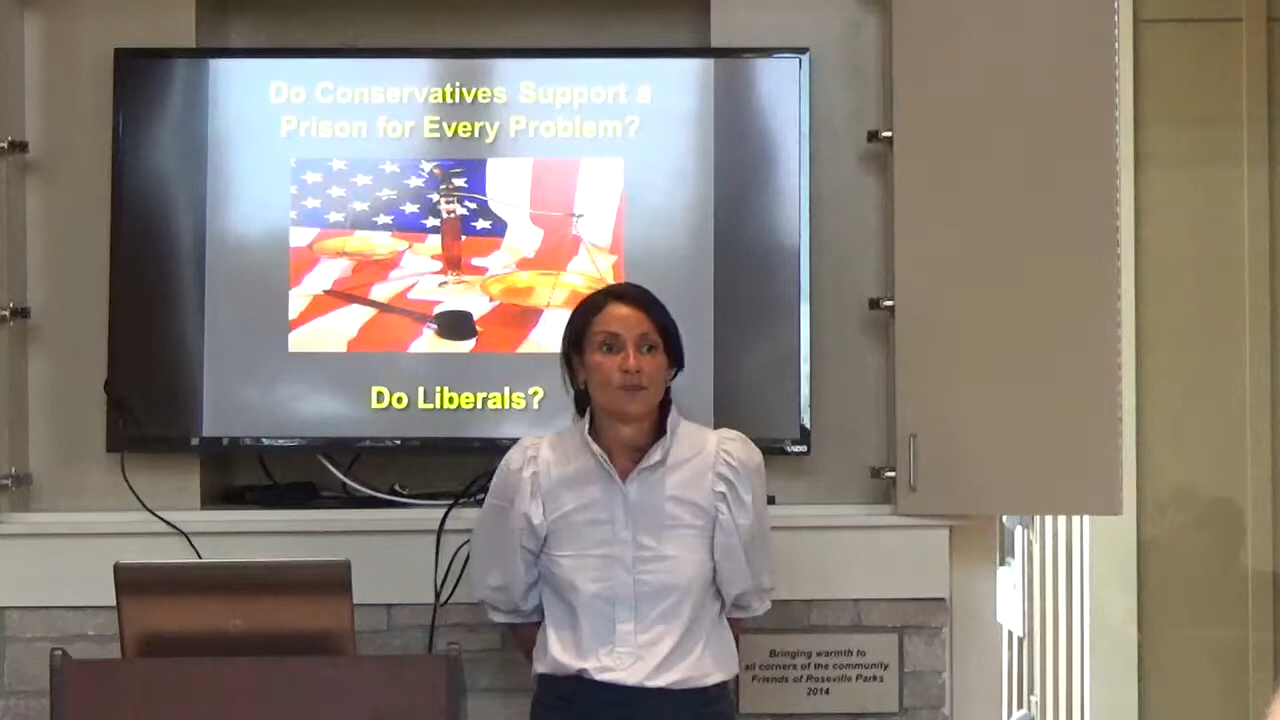 Do Conservatives Support a
Prison for Every Problem?
Do Liberals?
VIZIO
Bringing warmth to
all corners of the community
Friends of Roseville Parks
2014